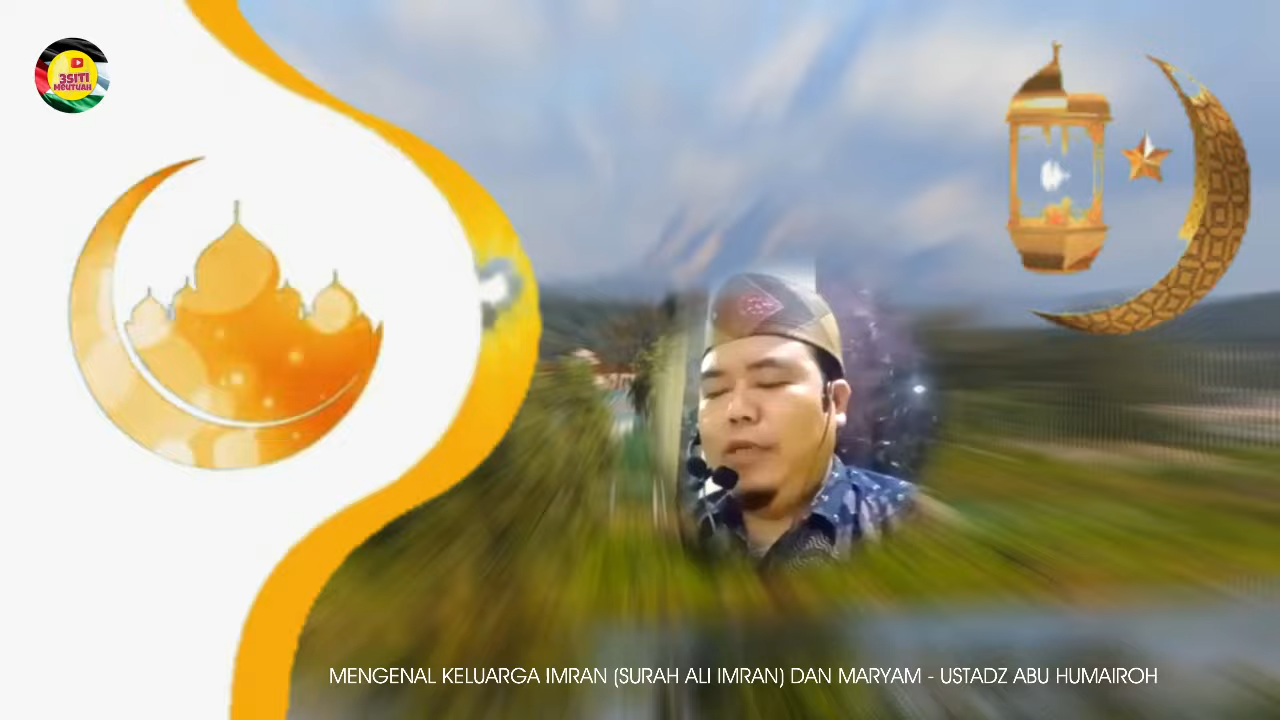 3SITI
MEUTUAH
MENGENAL KELUARGA IMRAN (SURAH ALI IMRAN) DAN MARYAM - USTADZ ABU HUMAIROH